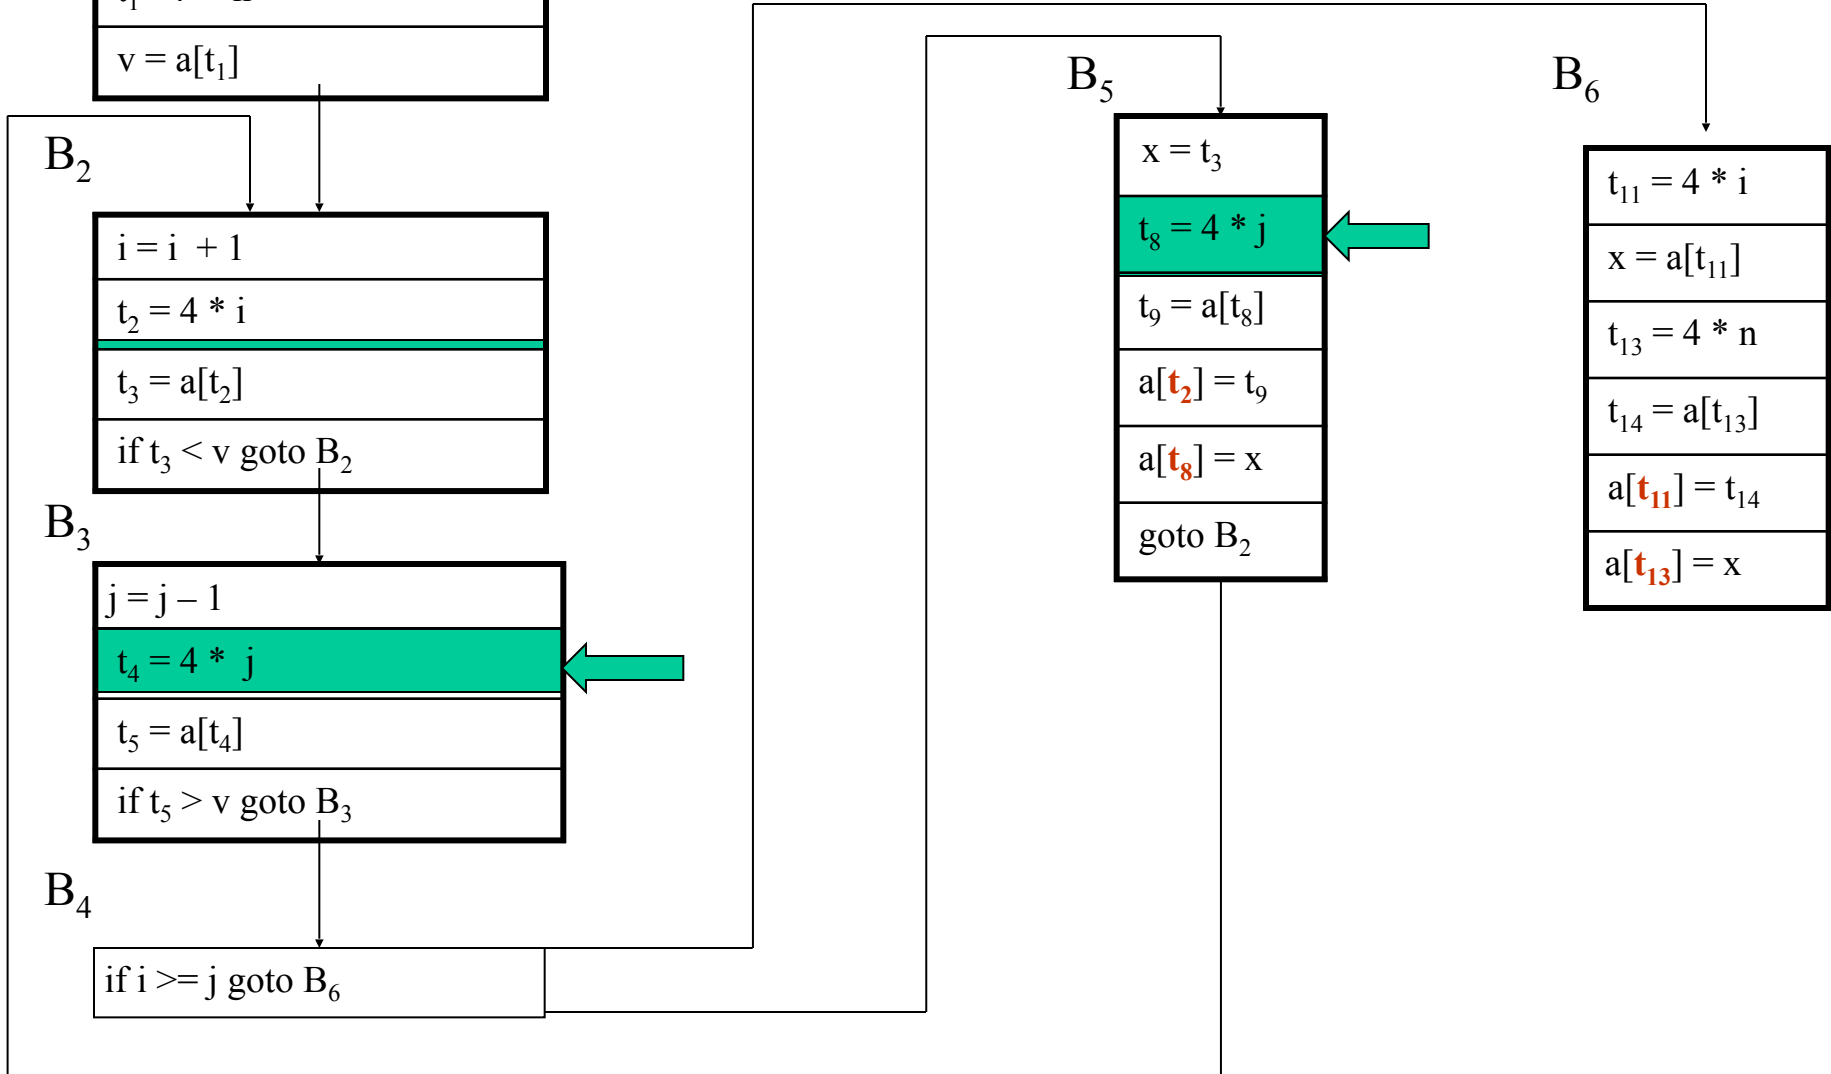 v = a[t₁]
B₂
i = i + 1
t₂ = 4 * i
t₃ = a[t₂]
if t₃ < v goto B₂
B₃
j = j – 1
t₄ = 4 * j
t₅ = a[t₄]
if t₅ > v goto B₃
B₄
if i >= j goto B₆
B₅
x = t₃
t₈ = 4 * j
t₉ = a[t₈]
a[t₂] = t₉
a[t₈] = x
goto B₂
B₆
t₁₁ = 4 * i
x = a[t₁₁]
t₁₃ = 4 * n
t₁₄ = a[t₁₃]
a[t₁₁] = t₁₄
a[t₁₃] = x